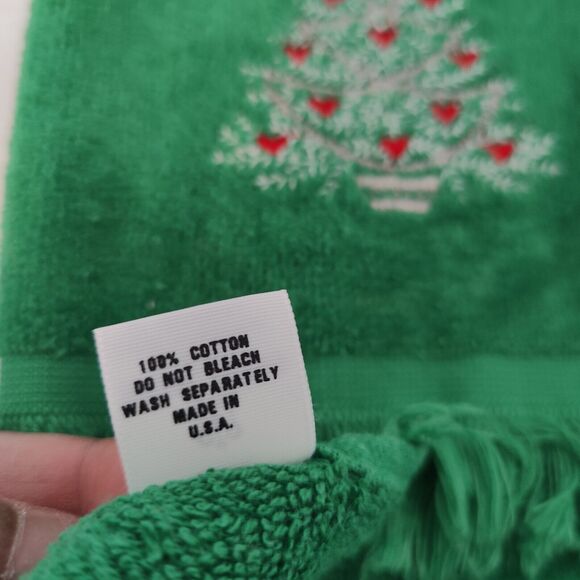 100% COTTON
DO NOT BLEACH
WASH SEPARATELY
MADE IN
U.S.A.